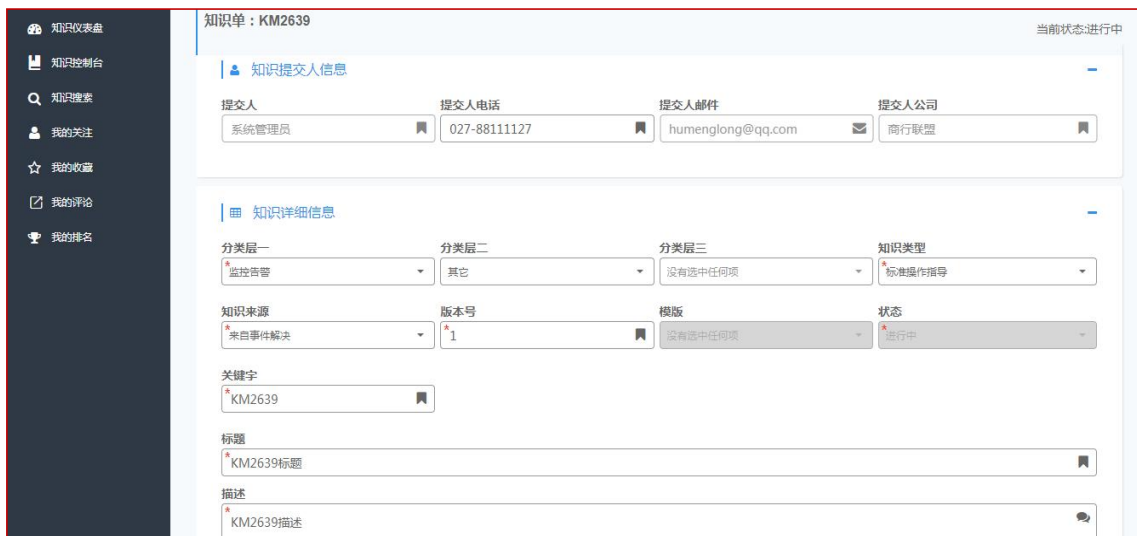 知识仪表盘
知识控制台
知识搜索
我的关注
我的收藏
我的评论
我的排名
知识单：KM2639
当前状态:进行中
知识提交人信息
提交人 提交人电话 提交人邮件 提交人公司
系统管理员 027-88111127 humenglong@qq.com 商行联盟
知识详细信息
分类层一 分类层二 分类层三 知识类型
*监控告警 其它 没有选中任何项 *标准操作指导
知识来源 版本号 模版 状态
*来自事件解决 *1 没有选中任何项 *进行中
关键字
*KM2639
标题
*KM2639标题
描述
*KM2639描述